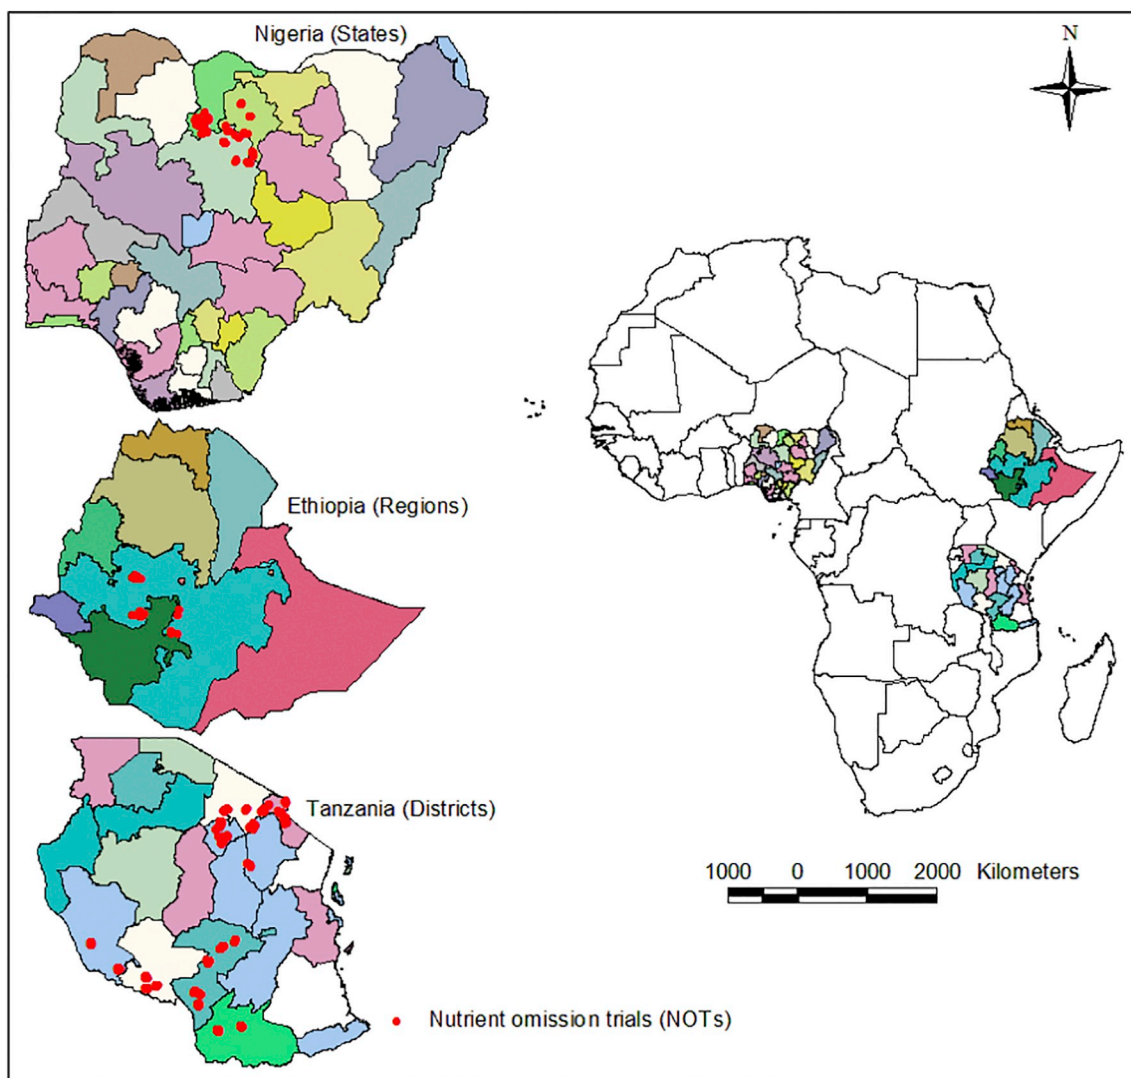 Nigeria (States)
N
Ethiopia (Regions)
Tanzania (Districts)
1000 0 1000 2000 Kilometers
Nutrient omission trials (NOTs)